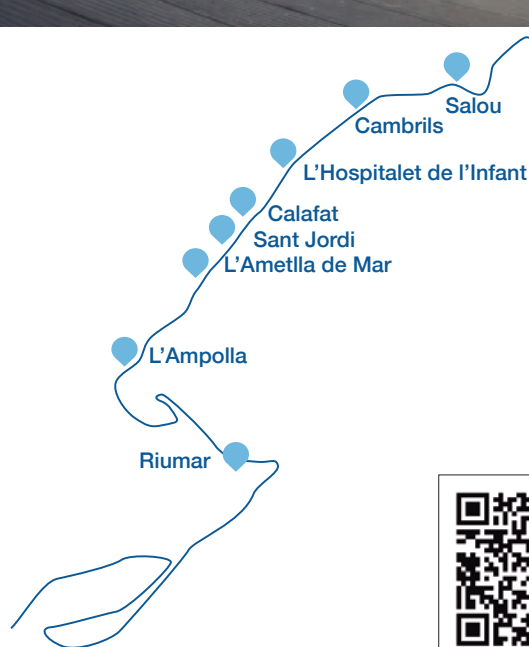 Salou
Cambrils
L'Hospitalet de l'Infant
Calafat
Sant Jordi
L'Ametlla de Mar
L'Ampolla
Riumar